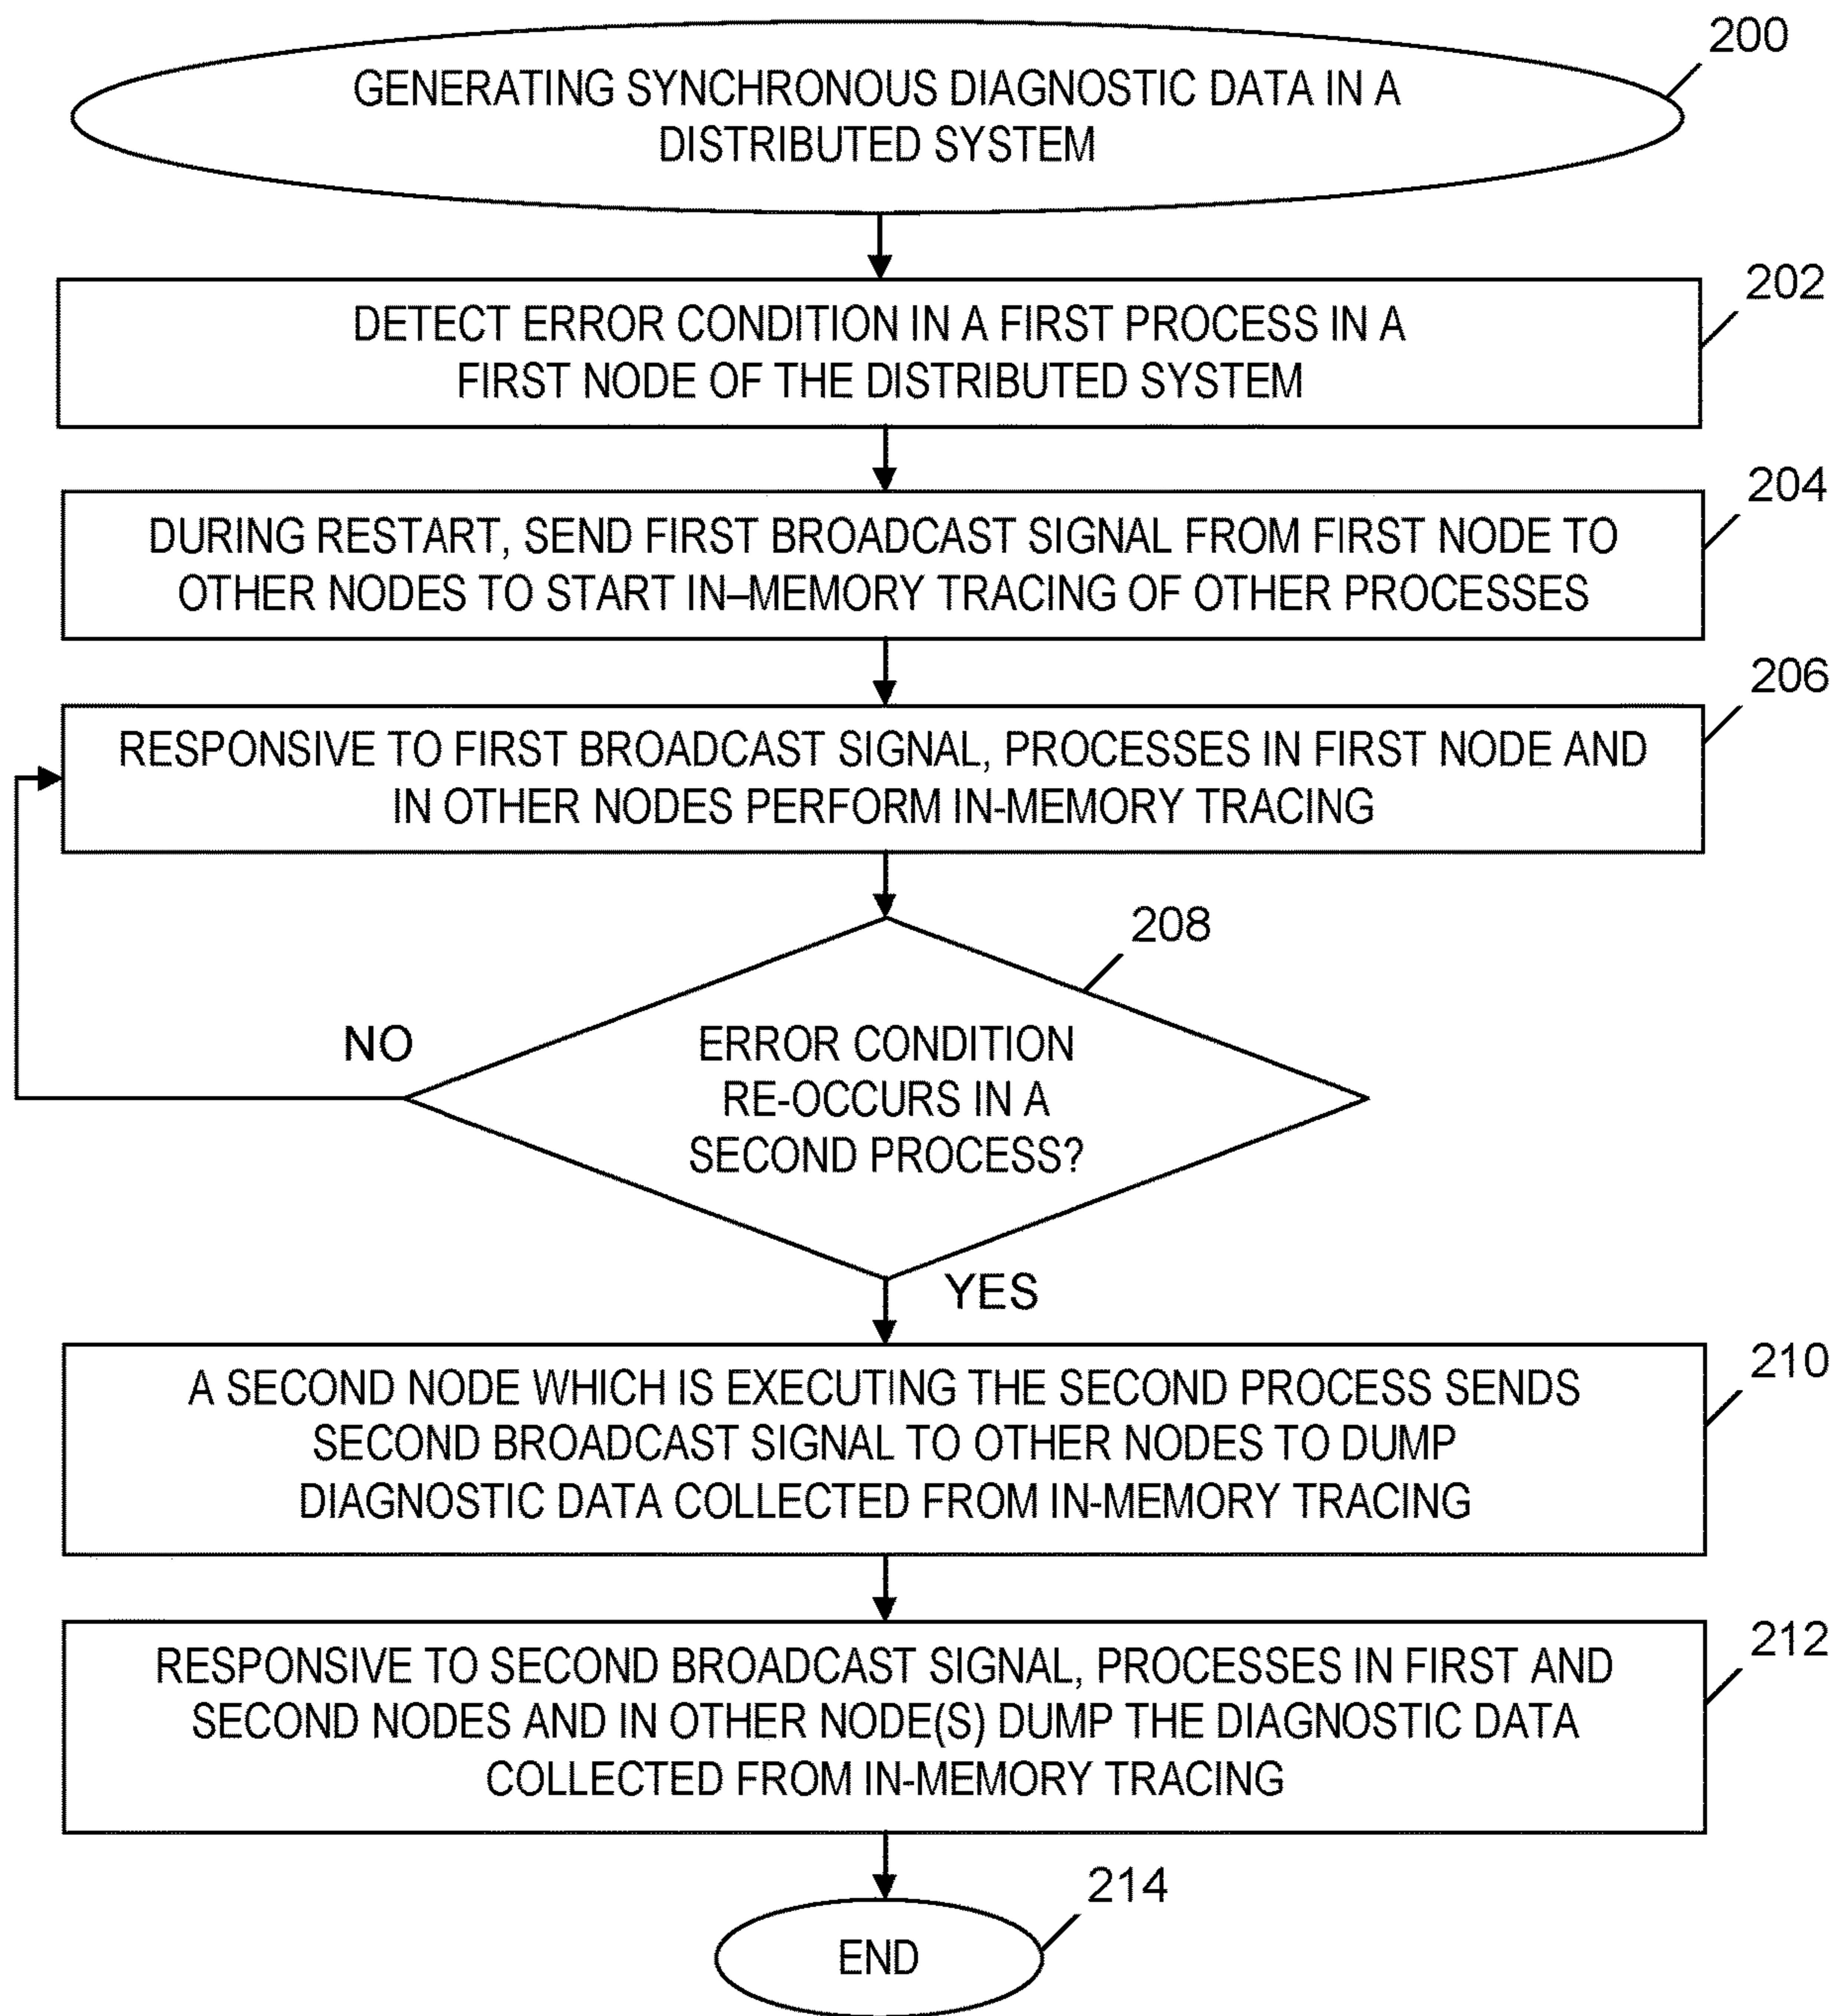 200
GENERATING SYNCHRONOUS DIAGNOSTIC DATA IN A
DISTRIBUTED SYSTEM
202
DETECT ERROR CONDITION IN A FIRST PROCESS IN A
FIRST NODE OF THE DISTRIBUTED SYSTEM
204
DURING RESTART, SEND FIRST BROADCAST SIGNAL FROM FIRST NODE TO
OTHER NODES TO START IN–MEMORY TRACING OF OTHER PROCESSES
206
RESPONSIVE TO FIRST BROADCAST SIGNAL, PROCESSES IN FIRST NODE AND
IN OTHER NODES PERFORM IN-MEMORY TRACING
208
NO
ERROR CONDITION
RE-OCCURS IN A
SECOND PROCESS?
YES
210
A SECOND NODE WHICH IS EXECUTING THE SECOND PROCESS SENDS
SECOND BROADCAST SIGNAL TO OTHER NODES TO DUMP
DIAGNOSTIC DATA COLLECTED FROM IN-MEMORY TRACING
212
RESPONSIVE TO SECOND BROADCAST SIGNAL, PROCESSES IN FIRST AND
SECOND NODES AND IN OTHER NODE(S) DUMP THE DIAGNOSTIC DATA
COLLECTED FROM IN-MEMORY TRACING
214
END